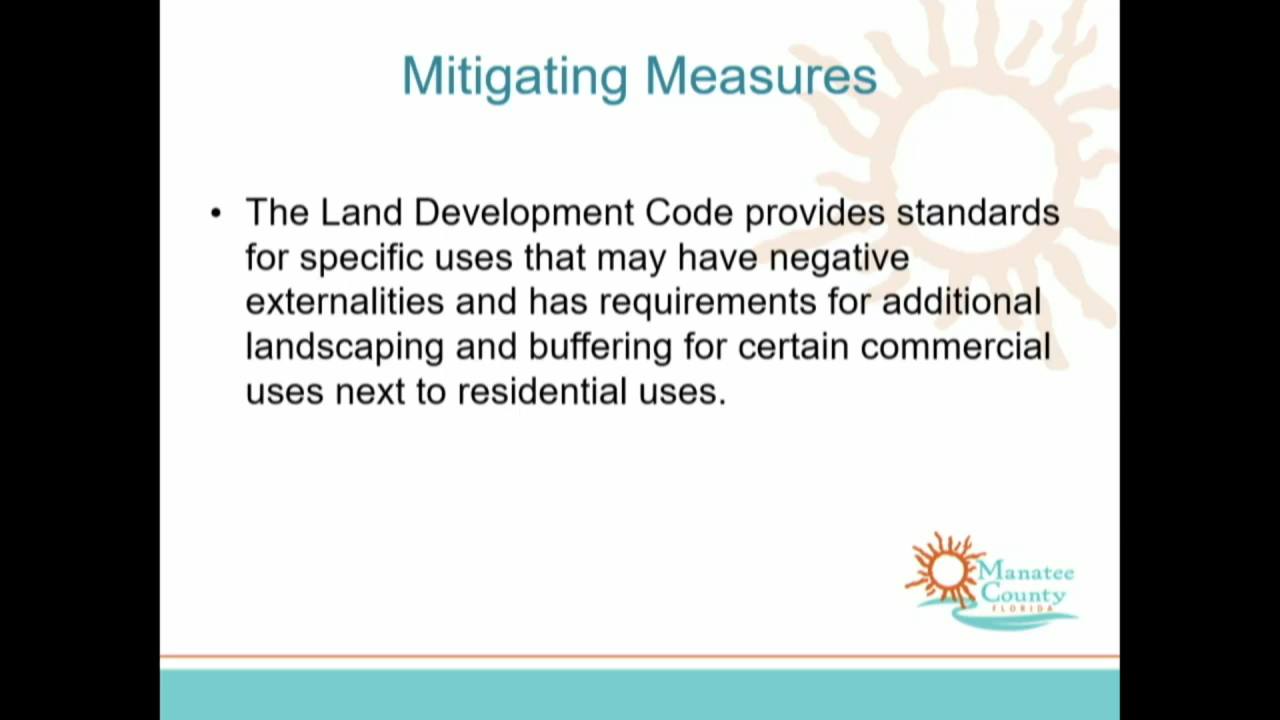 Mitigating Measures
• The Land Development Code provides standards
for specific uses that may have negative
externalities and has requirements for additional
landscaping and buffering for certain commercial
uses next to residential uses.
Manatee
County
FLORIDA